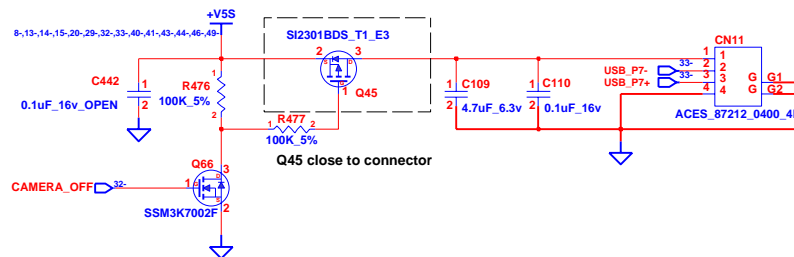 +V5S
8-,13-,14-,15-,20-,29-,32-,33-,40-,41-,43-,44-,46-,49-
SI2301BDS_T1_E3
2 3
Q45
1
C442
1
2
0.1uF_16v_OPEN
1
R476
100K_5%
2
R477
1 2
100K_5%
Q45 close to connector
C109
1
2
4.7uF_6.3v
C110
1
2
0.1uF_16v
CN11
USB_P7- 33-
USB_P7+ 33-
1 1
2 2
3 3
4 4
G G1
G G2
ACES_87212_0400_4
Q66
3
D
CAMERA_OFF 32- 1 G
S
2
SSM3K7002F